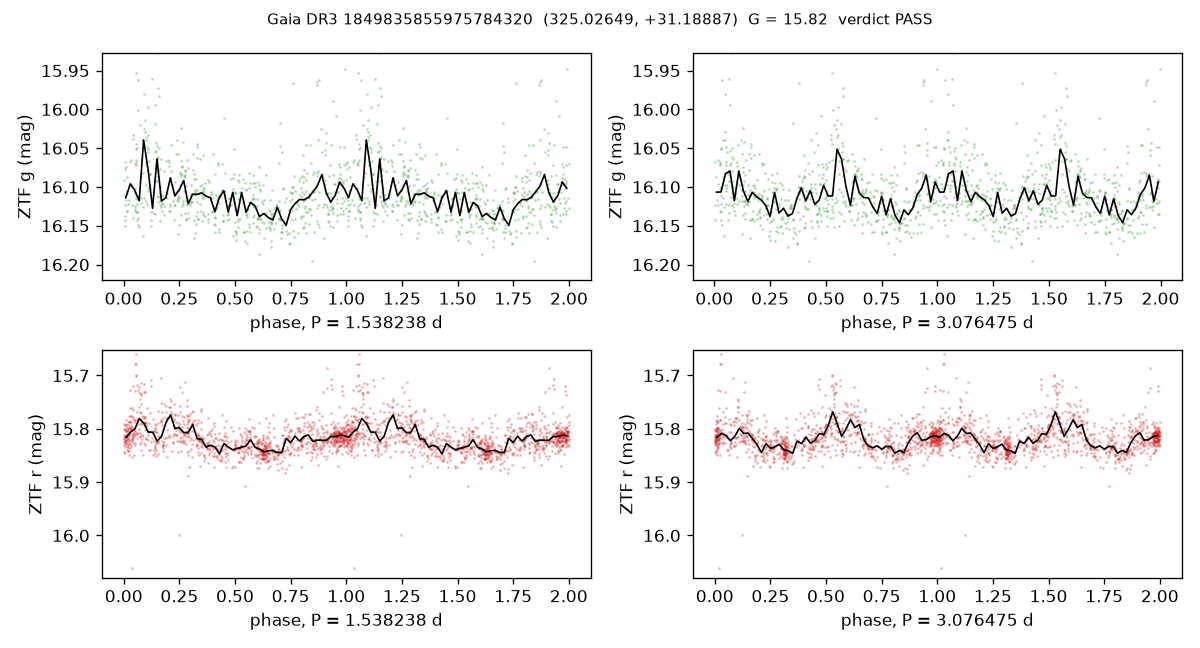 Gaia DR3 1849835855975784320  (325.02649, +31.18887)  G = 15.82  verdict PASS
ZTF g (mag)
15.95
16.00
16.05
16.10
16.15
16.20
0.00 0.25 0.50 0.75 1.00 1.25 1.50 1.75 2.00
phase, P = 1.538238 d
ZTF g (mag)
15.95
16.00
16.05
16.10
16.15
16.20
0.00 0.25 0.50 0.75 1.00 1.25 1.50 1.75 2.00
phase, P = 3.076475 d
ZTF r (mag)
15.7
15.8
15.9
16.0
0.00 0.25 0.50 0.75 1.00 1.25 1.50 1.75 2.00
phase, P = 1.538238 d
ZTF r (mag)
15.7
15.8
15.9
16.0
0.00 0.25 0.50 0.75 1.00 1.25 1.50 1.75 2.00
phase, P = 3.076475 d